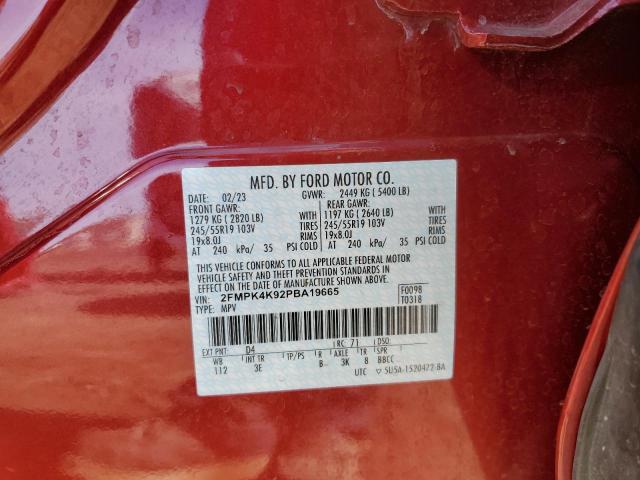 MFD. BY FORD MOTOR CO.
DATE: 02/23 GVWR: 2449 KG ( 5400 LB)
FRONT GAWR: REAR GAWR:
1279 KG ( 2820 LB) 1197 KG ( 2640 LB)
245/55R19 103V TIRES 245/55R19 103V TIRES
19x8.0J RIMS 19x8.0J RIMS
AT 240 kPa/ 35 PSI COLD AT 240 kPa/ 35 PSI COLD
THIS VEHICLE CONFORMS TO ALL APPLICABLE FEDERAL MOTOR
VEHICLE SAFETY AND THEFT PREVENTION STANDARDS IN
EFFECT ON THE DATE OF MANUFACTURE SHOWN ABOVE.
VIN: 2FMPK4K92PBA19665 F0098
TYPE: MPV T0318
EXT PNT: D4 RC: 71 DSO:
WB INT TR TP/PS R AXLE TR SPR
112 3E B 3K 8 BBCC
UTC ▽ 5U5A-1520472-BA